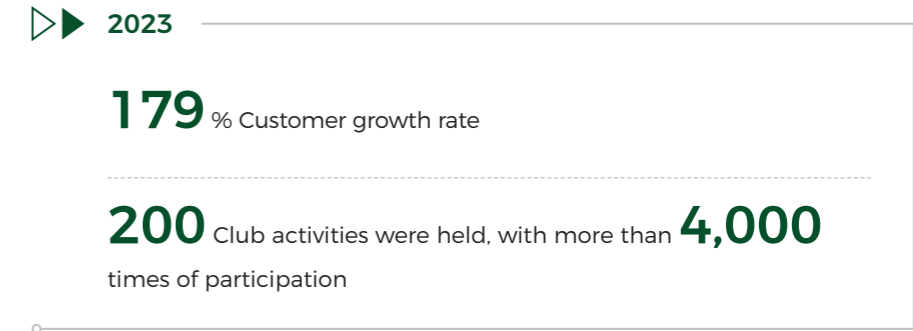 2023
179 % Customer growth rate
200 Club activities were held, with more than 4,000
times of participation